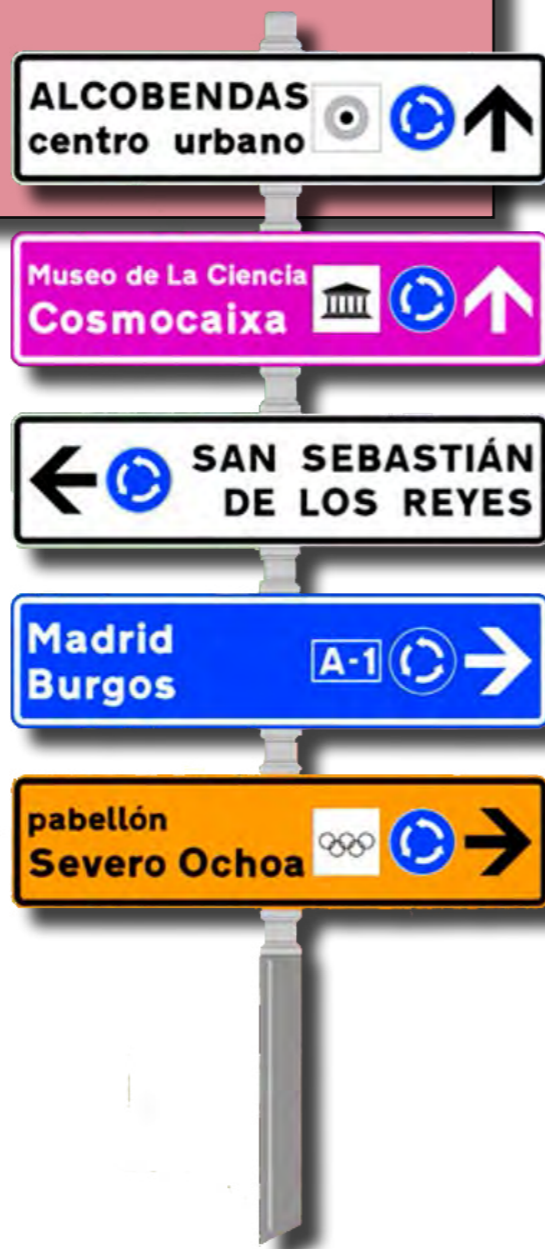 ALCOBENDAS
centro urbano
Museo de La Ciencia
Cosmocaixa
SAN SEBASTIÁN
DE LOS REYES
Madrid
Burgos
A-1
pabellón
Severo Ochoa